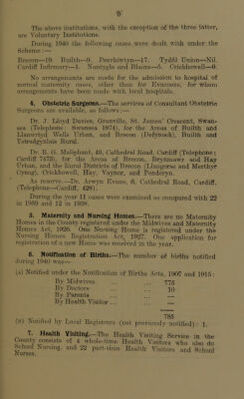 9
The above institutions, with the exception of the three latter,
are Voluntary Institutions.
During 1940 the following cases were dealt with under the
Scheme :—
Brecon—19. Builth—9. Penrhowyn—17. Tydfil Union—Nil.
Cardiff Infirmary—1. Nantyglo and Blaina—5. Crickhowell—0.
No arrangements are made for the admission to hospital of
normal maternity cases, other than for Evacuees, for whom
arrangements have been made with local hospitals.
4. Obstetric Surgeons.—The services of Consultant Obstetric
Surgeons are available, as follows :—
Dr. J. Lloyd Davies, Granville, St. James' Crescent, Swan-
sea (Telephone: Swansea), for the Areas of Builth and
Llanwrtyd Wells Urban, and Brecon (Defynock), Builth and
Dr. B. G. Maliphant, Cathedral Road, Cardiff (Telephone:
Cardiff), for the Areas of Brecon, Brynmawr and Hay
Urban, and the Rural Districts of Brecon (Llangorse and Merthyr
Cynog), Crickhowell, Hay, Vaynor, and Penderyn.
As reserve—Dr. Arwyn Evans, 6, Cathedral Road, Cardiff.
(Telephone—Cardiff, 428).
During the year 11 cases were examined as compared with 22
in 1939 and 12 in 1938.
5. Maternity and Nursing Homes.—There are no Maternity
Homes in the County registered under the Midwives and Maternity
Homes Act, 1926. One Nursing Home is registered under the
Nursing Homes Registration Act, 1927. One application for
registration of a new Home was received in the year.
6. Notification of Births.—The number of births notified
during 1940 was :—
(a) Notified under the Notification of Births Acts, 1907 and 1915 :
By Midwives ... ... 775
By Doctors ... ... 10
By Parents ... ... —
By Health Visitor ... ... —
785
(b) Notified by Local Registrars (not previously notified) : 1.
7. Health Visiting.—The Health Visiting Service in the
County consists of 4 whole-time Health Visitors who also do
School Nursing, and 22 part-time Health Visitors and School
Nurses.